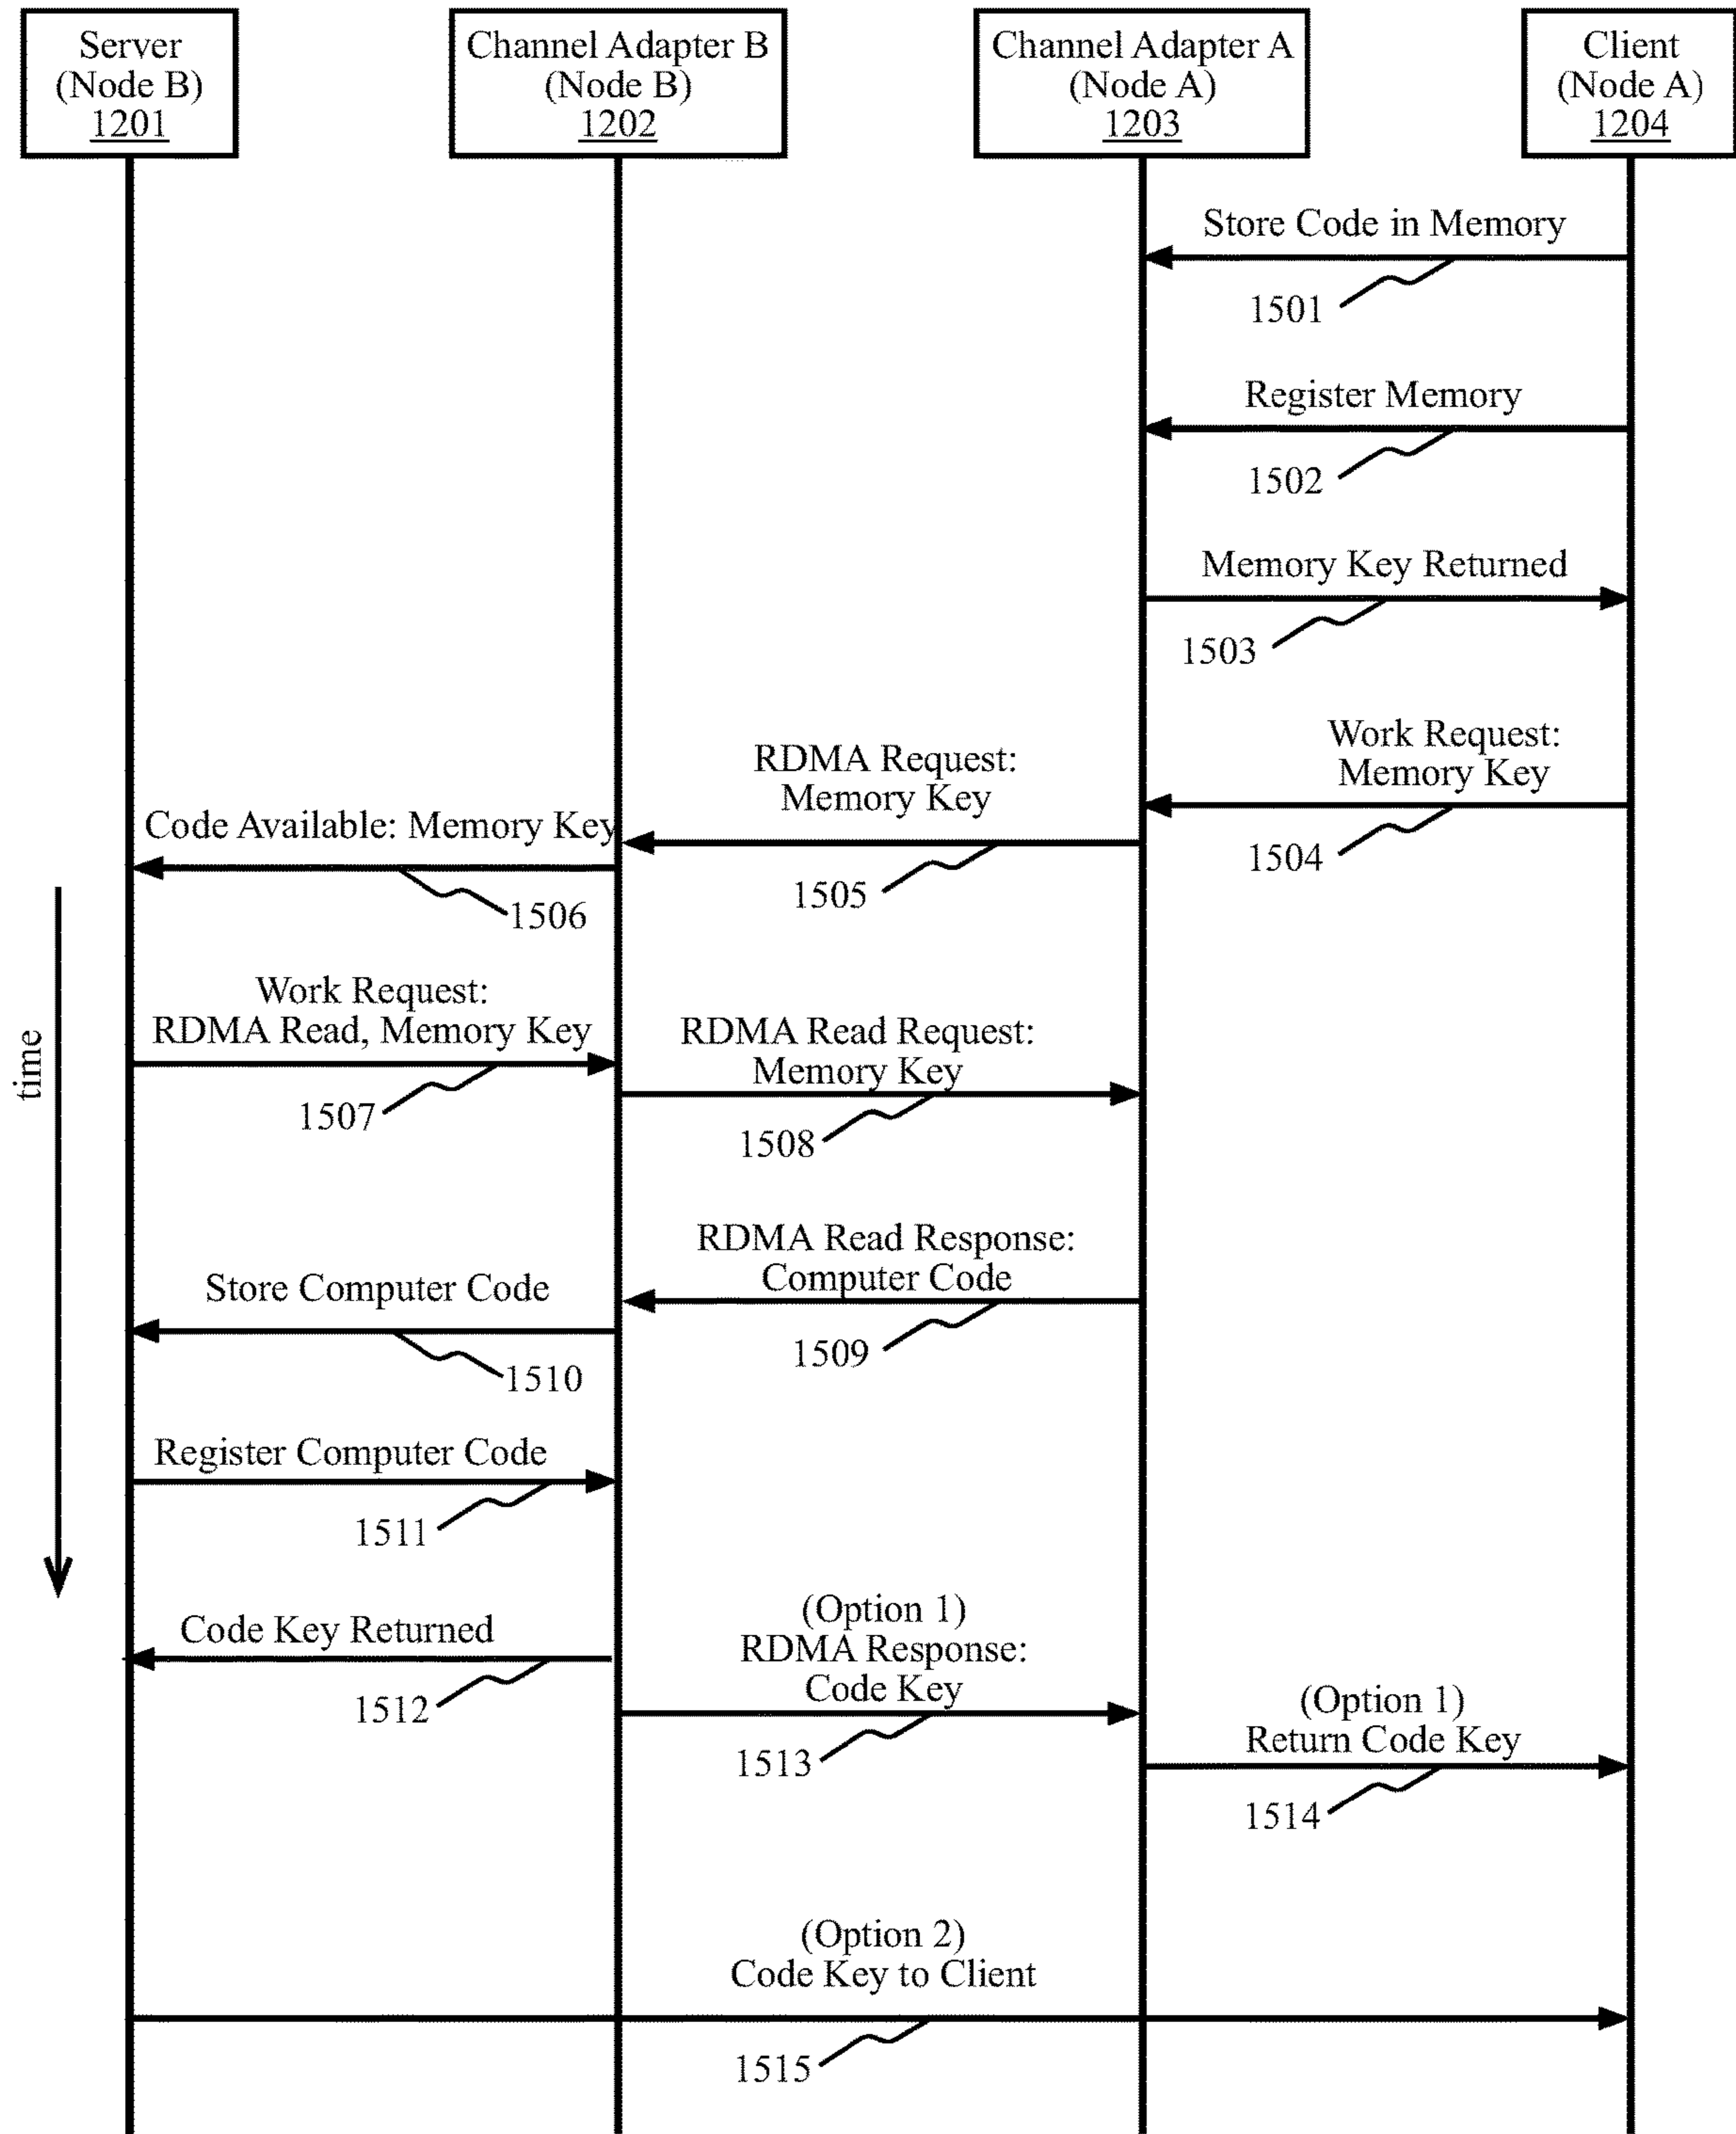 Server
(Node B)
1201
Channel Adapter B
(Node B)
1202
Channel Adapter A
(Node A)
1203
Client
(Node A)
1204
Store Code in Memory
1501
Register Memory
1502
Memory Key Returned
1503
Work Request:
Memory Key
1504
RDMA Request:
Memory Key
1505
Code Available: Memory Key
1506
time
Work Request:
RDMA Read, Memory Key
1507
RDMA Read Request:
Memory Key
1508
RDMA Read Response:
Computer Code
1509
Store Computer Code
1510
Register Computer Code
1511
Code Key Returned
1512
(Option 1)
RDMA Response:
Code Key
1513
(Option 1)
Return Code Key
1514
(Option 2)
Code Key to Client
1515